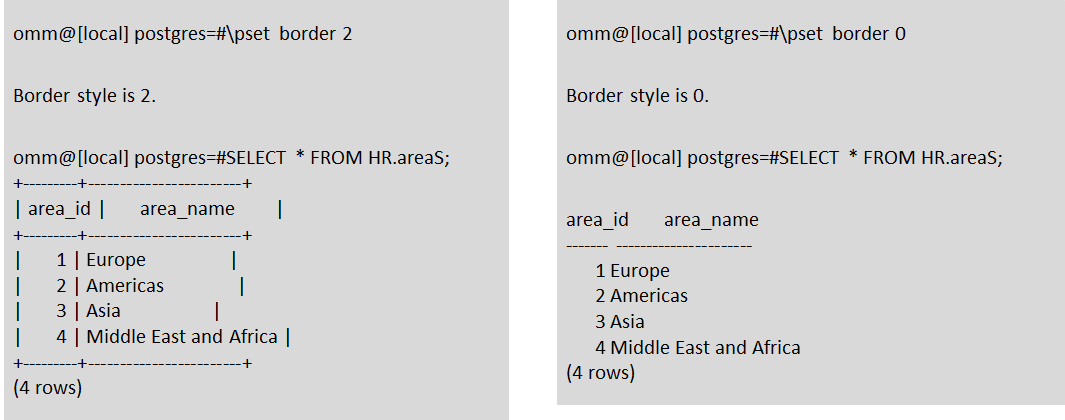 omm@[local] postgres=#\pset border 2
Border style is 2.
omm@[local] postgres=#SELECT * FROM HR.areaS;
+---------+------------------------+
| area_id | area_name |
+---------+------------------------+
| 1 | Europe |
| 2 | Americas |
| 3 | Asia |
| 4 | Middle East and Africa |
+---------+------------------------+
(4 rows)
omm@[local] postgres=#\pset border 0
Border style is 0.
omm@[local] postgres=#SELECT * FROM HR.areaS;
area_id area_name
------- ----------------------
1 Europe
2 Americas
3 Asia
4 Middle East and Africa
(4 rows)